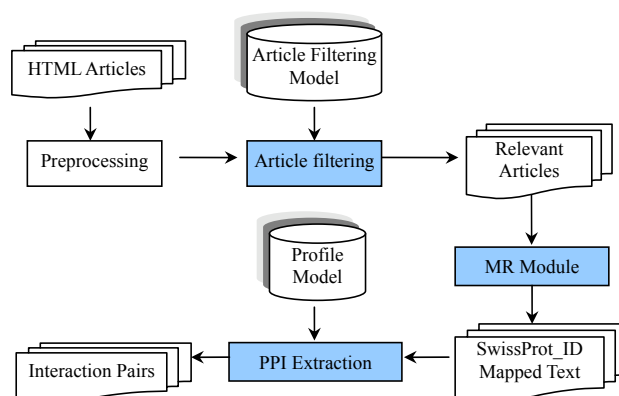 HTML Articles
Article Filtering
Model
Preprocessing
Article filtering
Relevant
Articles
Profile
Model
MR Module
Interaction Pairs
PPI Extraction
SwissProt_ID
Mapped Text